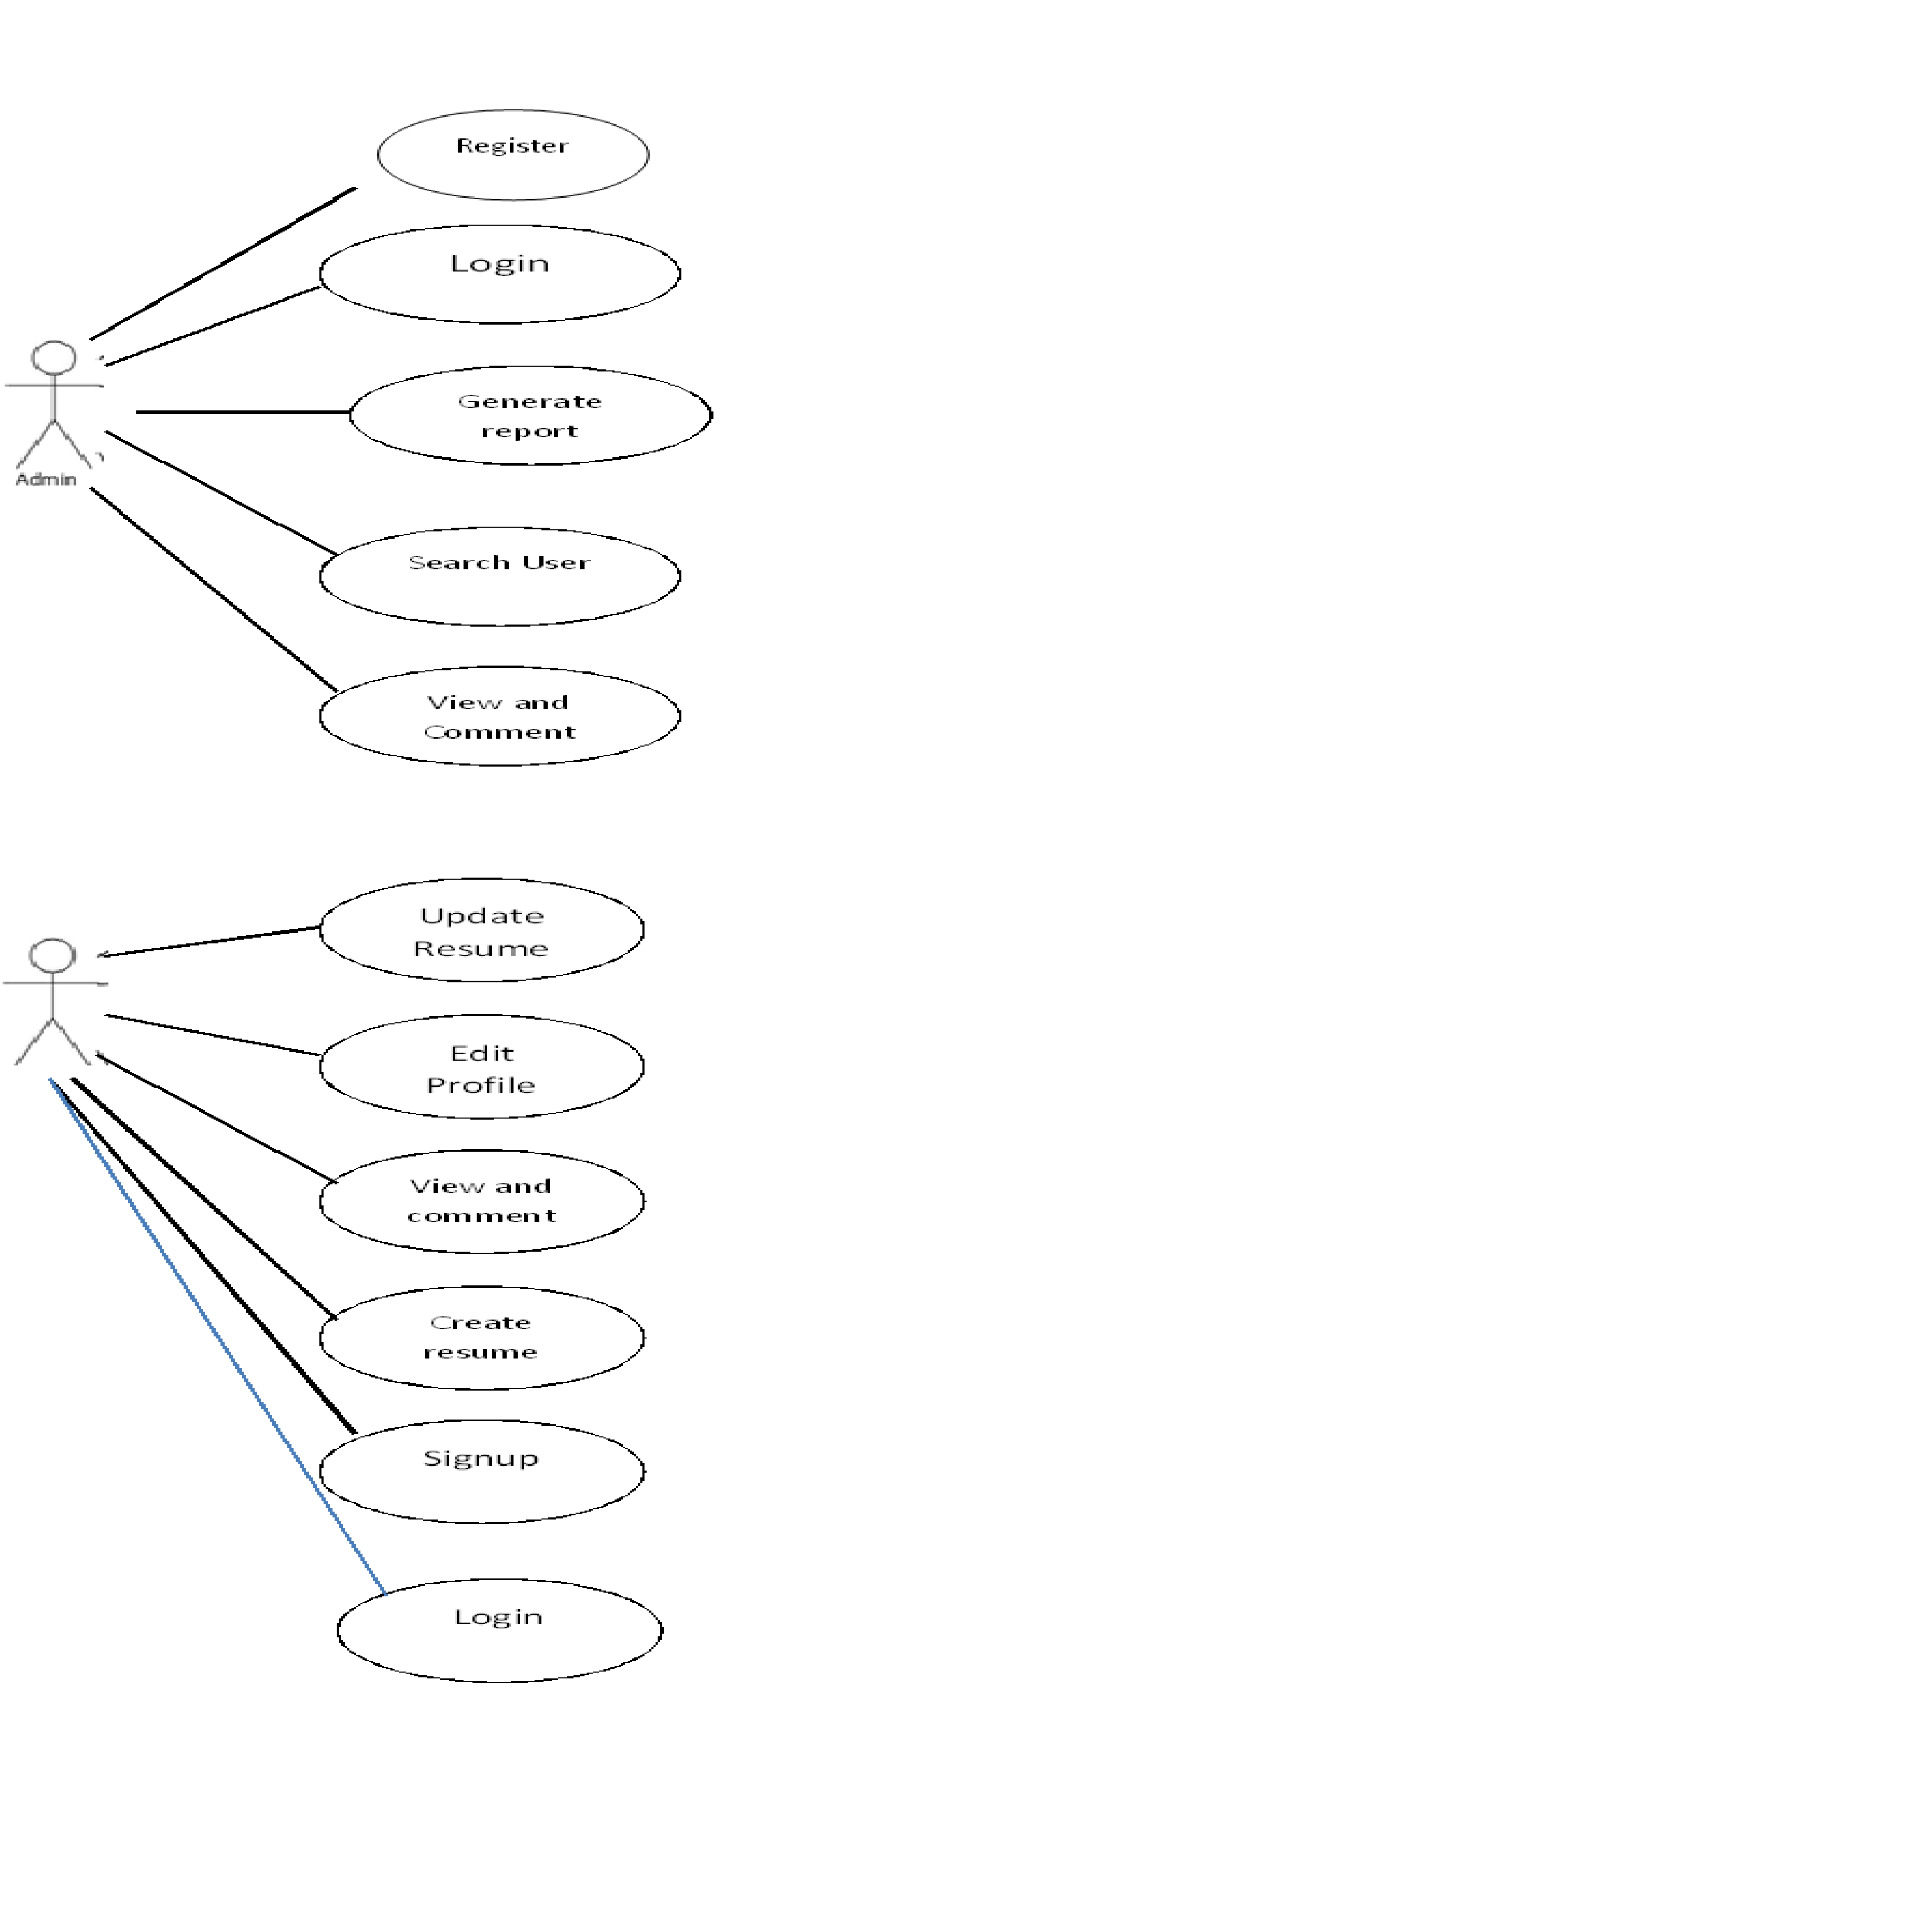 Register
Login
Generate
report
Admin
Search User
View and
Comment
Update
Resume
Edit
Profile
View and
comment
Create
resume
Signup
Login